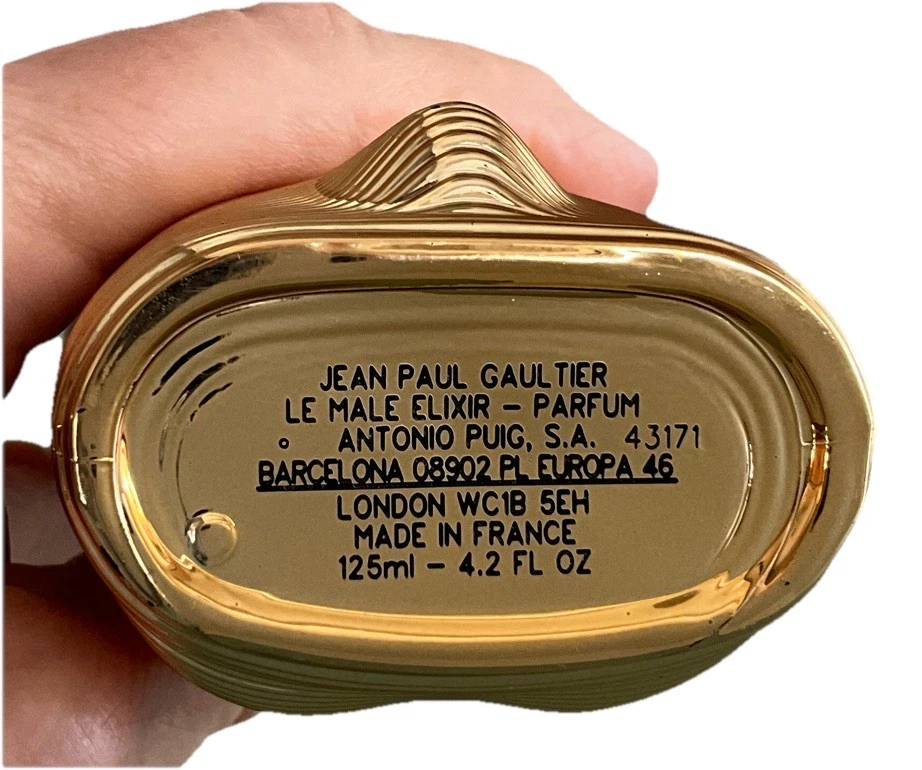 JEAN PAUL GAULTIER
LE MALE ELIXIR – PARFUM
ANTONIO PUIG, S.A. 43171
BARCELONA 08902 PL EUROPA 46
LONDON WC1B 5EH
MADE IN FRANCE
125ml – 4.2 FL OZ